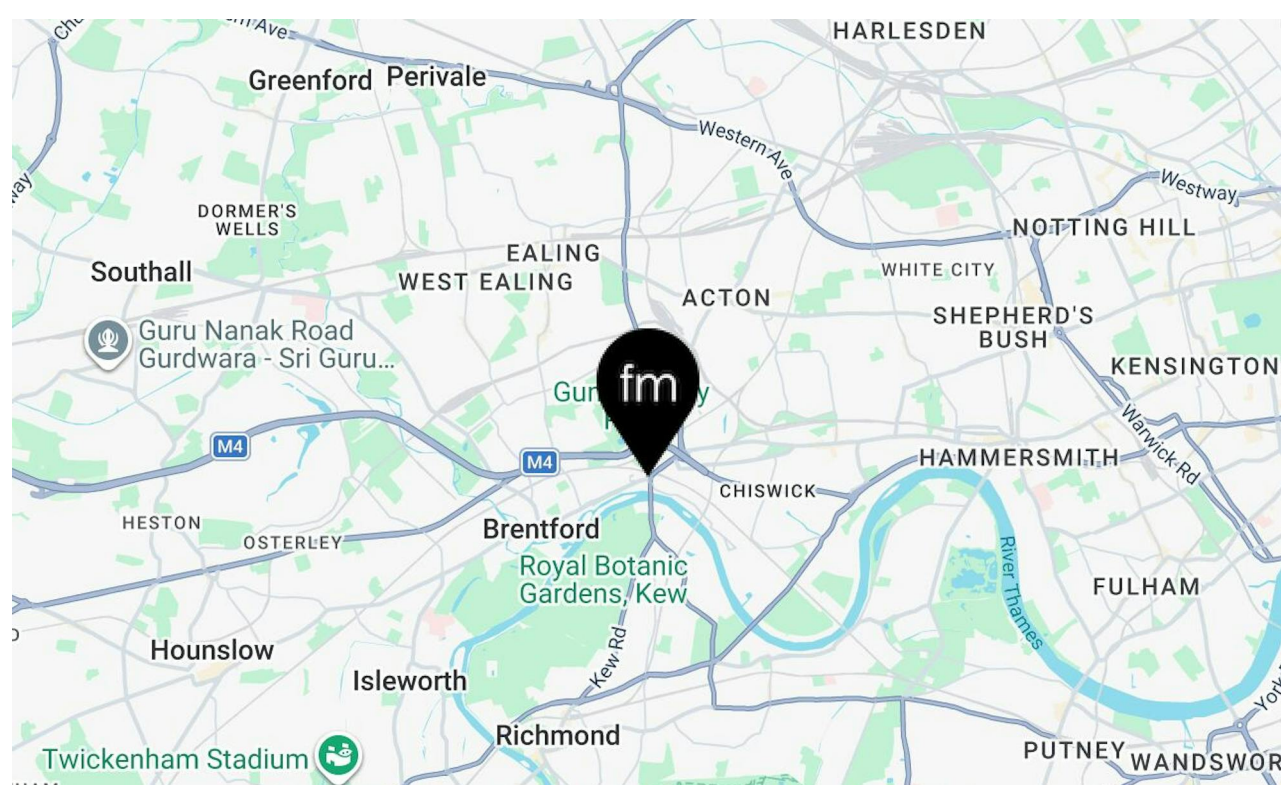 HARLESDEN
Greenford
Perivale
Western Ave
Westway
DORMER'S
WELLS
NOTTING HILL
EALING
WEST EALING
Southall
WHITE CITY
ACTON
SHEPHERD'S
BUSH
Guru Nanak Road
Gurdwara - Sri Guru...
KENSINGTON
fm
M4
M4
Warwick Rd
HAMMERSMITH
CHISWICK
HESTON
OSTERLEY
Brentford
Royal Botanic
Gardens, Kew
River Thames
FULHAM
Hounslow
Kew Rd
Isleworth
Richmond
Twickenham Stadium
PUTNEY
WANDSWOR
York